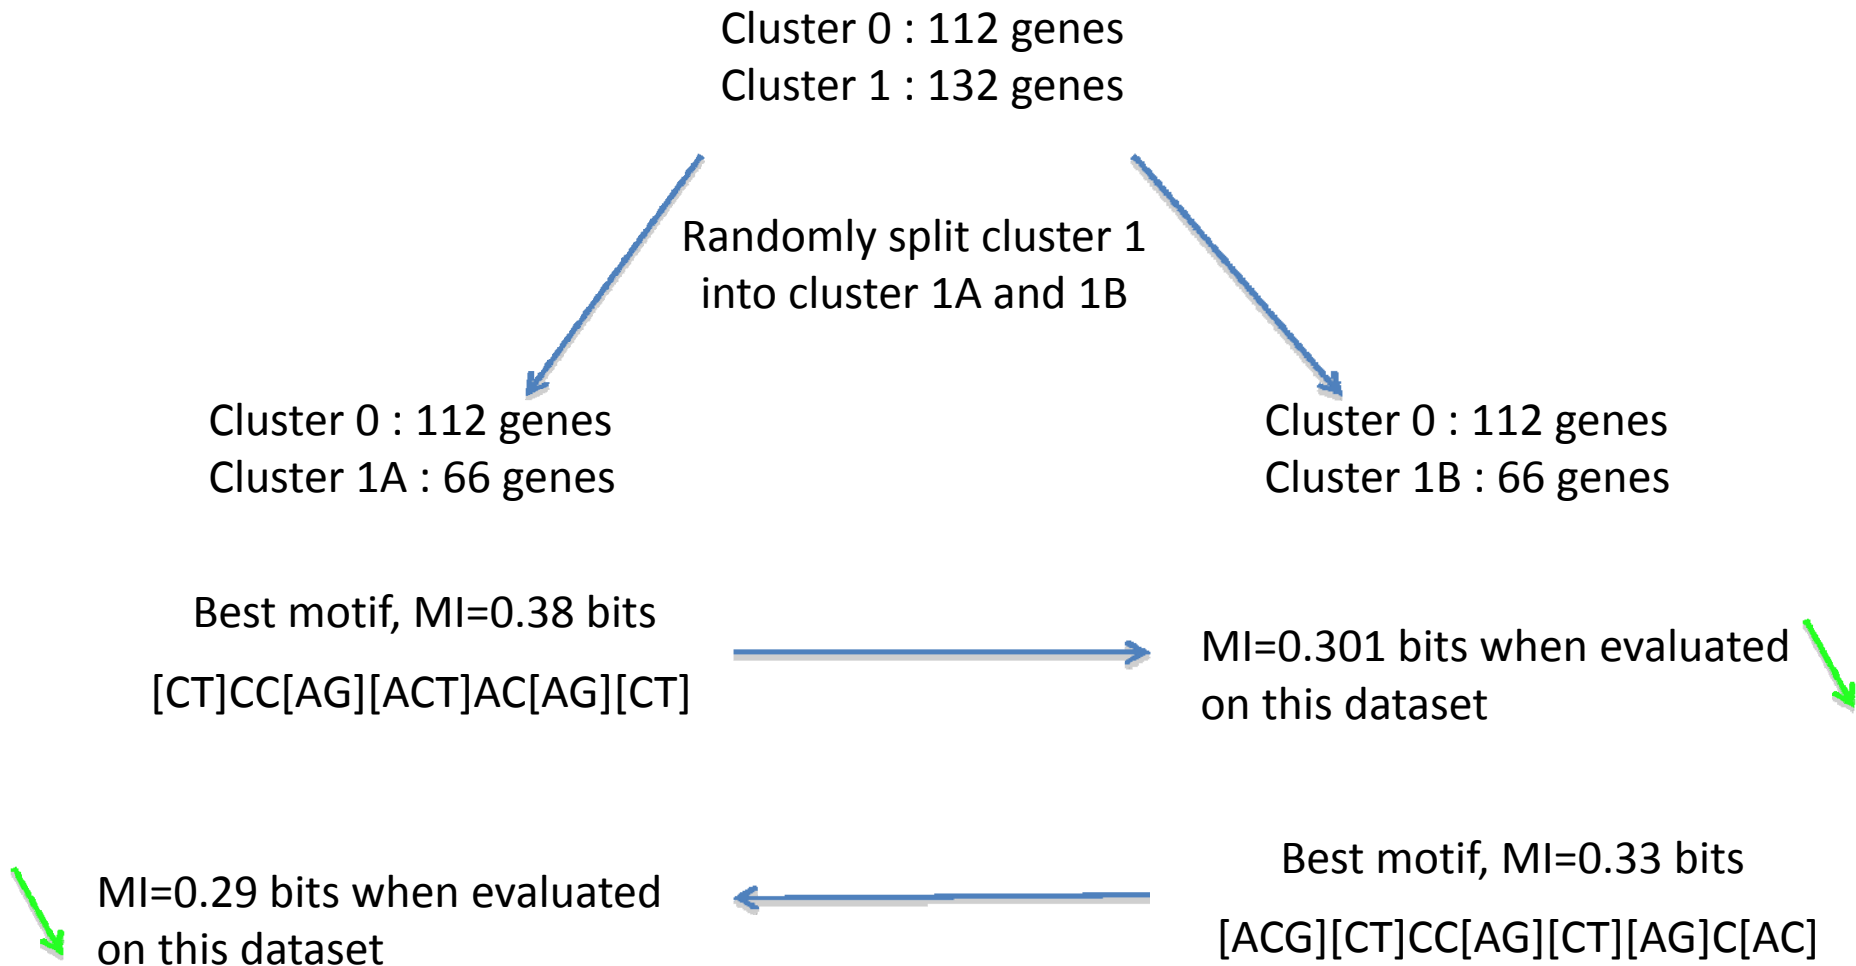 Cluster 0 : 112 genes
Cluster 1 : 132 genes
Randomly split cluster 1
into cluster 1A and 1B
Cluster 0 : 112 genes
Cluster 1A : 66 genes
Cluster 0 : 112 genes
Cluster 1B : 66 genes
Best motif, MI=0.38 bits
[CT]CC[AG][ACT]AC[AG][CT]
MI=0.301 bits when evaluated
on this dataset
MI=0.29 bits when evaluated
on this dataset
Best motif, MI=0.33 bits
[ACG][CT]CC[AG][CT][AG]C[AC]